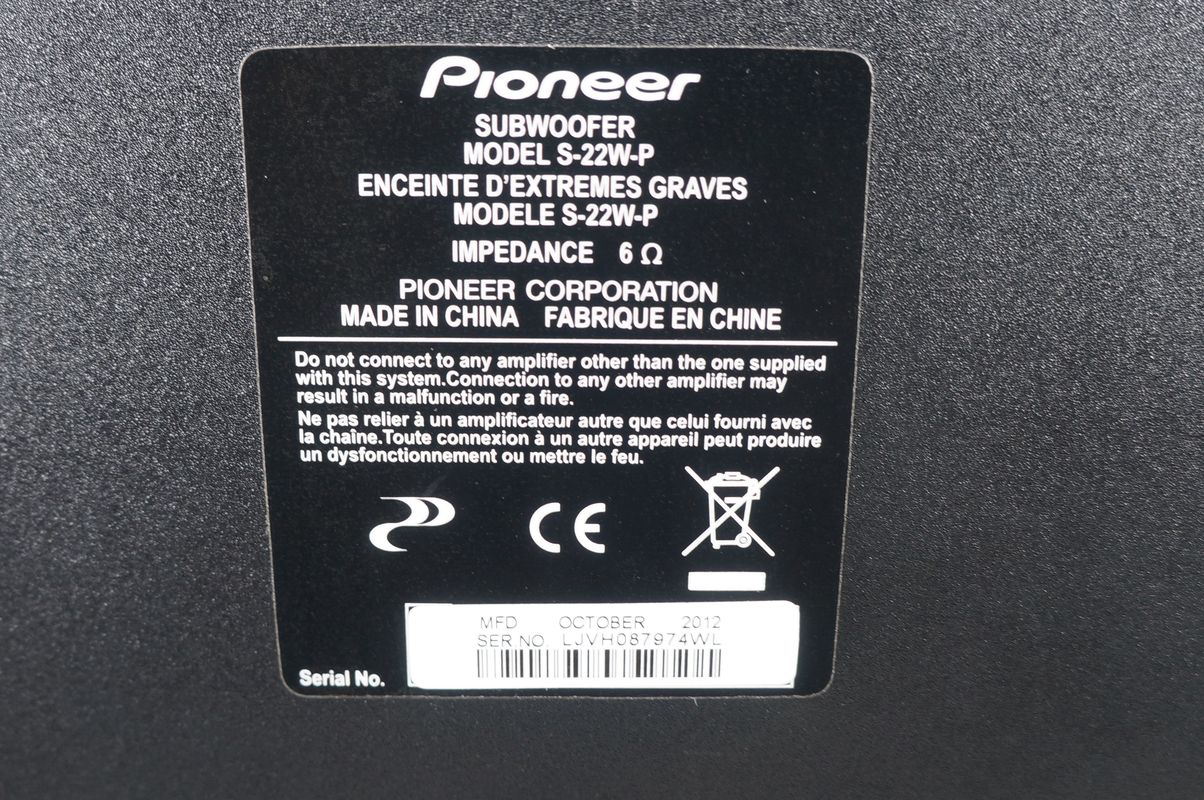 Pioneer
SUBWOOFER
MODEL S-22W-P
ENCEINTE D'EXTREMES GRAVES
MODELE S-22W-P
IMPEDANCE 6 Ω
PIONEER CORPORATION
MADE IN CHINA FABRIQUE EN CHINE
Do not connect to any amplifier other than the one supplied
with this system.Connection to any other amplifier may
result in a malfunction or a fire.
Ne pas relier à un amplificateur autre que celui fourni avec
la chaîne.Toute connexion à un autre appareil peut produire
un dysfonctionnement ou mettre le feu.
CE
MFD OCTOBER 2012
SER NO. LJVH087974WL
Serial No.